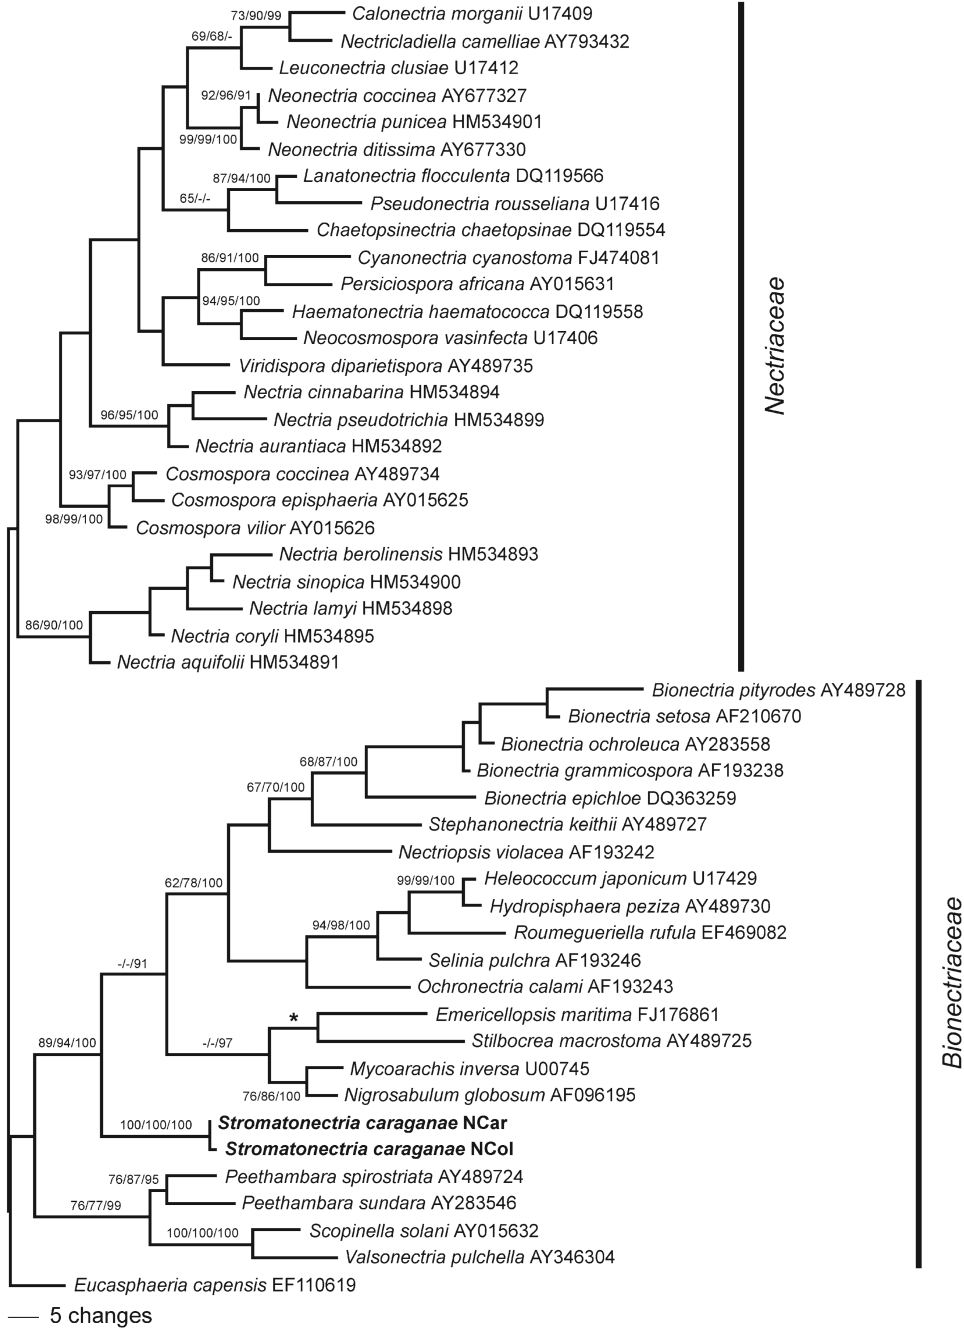 73/90/99
Calonectria morganii U17409
69/68/-
Nectricladiella camelliae AY793432
Leuconectria clusiae U17412
92/96/91
Neonectria coccinea AY677327
Neonectria punicea HM534901
99/99/100
Neonectria ditissima AY677330
87/94/100
Lanatonectria flocculenta DQ119566
65/-/-
Pseudonectria rousseliana U17416
Chaetopsinectria chaetopsinae DQ119554
86/91/100
Cyanonectria cyanostoma FJ474081
Persiciospora africana AY015631
94/95/100
Haematonectria haematococca DQ119558
Neocosmospora vasinfecta U17406
Viridispora diparietispora AY489735
Nectria cinnabarina HM534894
96/95/100
Nectria pseudotrichia HM534899
Nectria aurantiaca HM534892
93/97/100
Cosmospora coccinea AY489734
Cosmospora episphaeria AY015625
98/99/100
Cosmospora vilior AY015626
Nectria berolinensis HM534893
Nectria sinopica HM534900
Nectria lamyi HM534898
86/90/100
Nectria coryli HM534895
Nectria aquifolii HM534891
Nectriaceae
Bionectria pityrodes AY489728
Bionectria setosa AF210670
Bionectria ochroleuca AY283558
68/87/100
Bionectria grammicospora AF193238
67/70/100
Bionectria epichloe DQ363259
Stephanonectria keithii AY489727
Nectriopsis violacea AF193242
62/78/100
99/99/100
Heleococcum japonicum U17429
Hydropisphaera peziza AY489730
94/98/100
Roumegueriella rufula EF469082
-/-/91
Selinia pulchra AF193246
Ochronectria calami AF193243
*
Emericellopsis maritima FJ176861
89/94/100
-/-/97
Stilbocrea macrostoma AY489725
Mycoarachis inversa U00745
76/86/100
Nigrosabulum globosum AF096195
100/100/100
Stromatonectria caraganae NCar
Stromatonectria caraganae NCol
76/87/95
Peethambara spirostriata AY489724
76/77/99
Peethambara sundara AY283546
100/100/100
Scopinella solani AY015632
Valsonectria pulchella AY346304
Bionectriaceae
Eucasphaeria capensis EF110619
5 changes